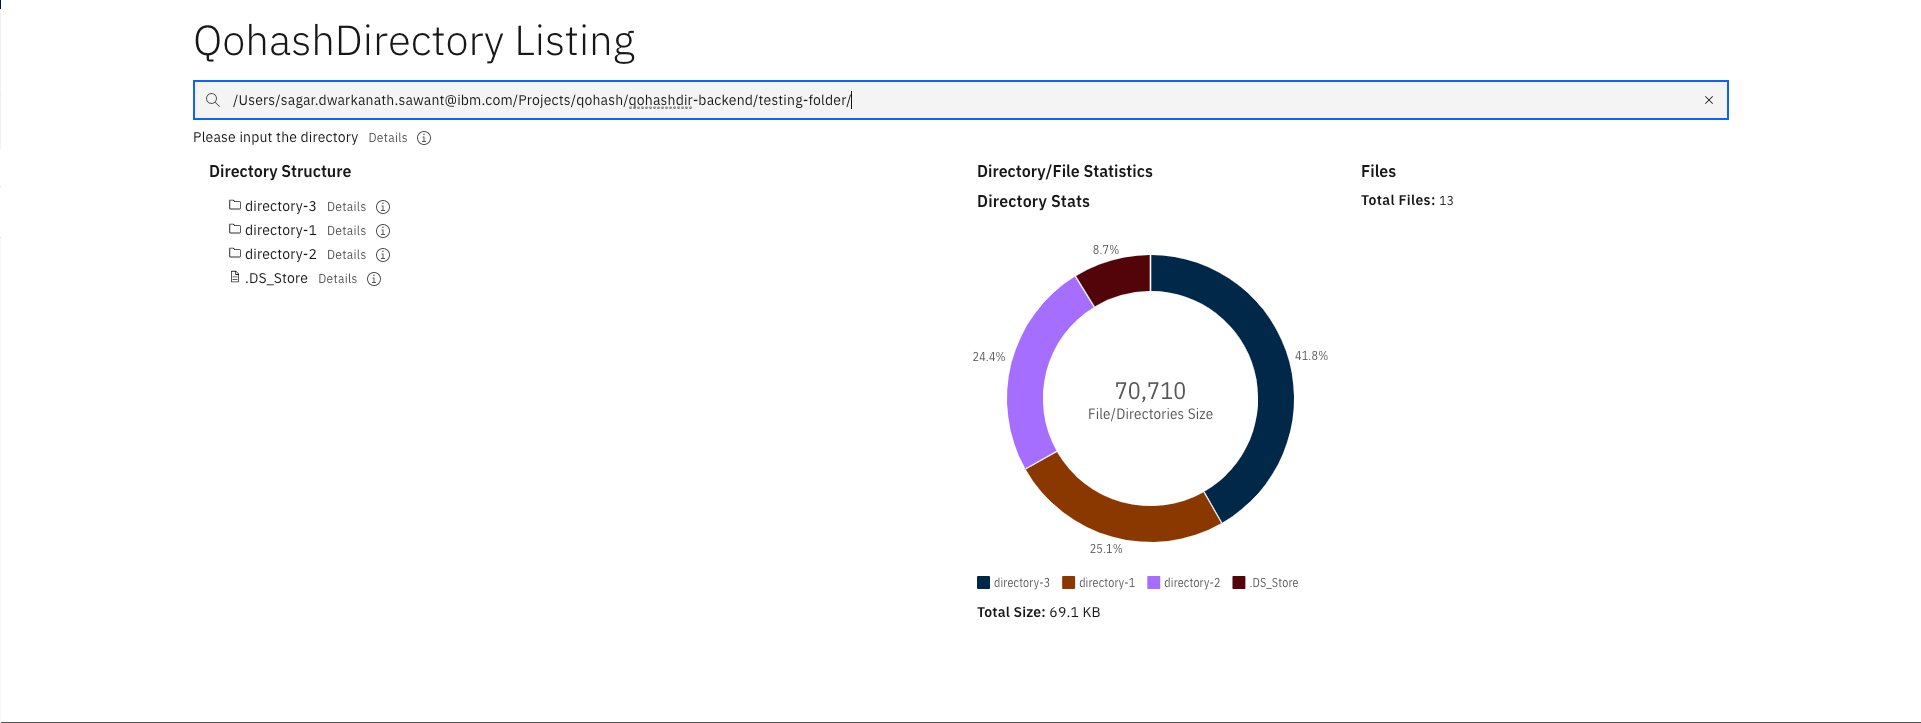 QohashDirectory Listing
/Users/sagar.dwarkanath.sawant@ibm.com/Projects/qohash/qohashdir-backend/testing-folder/
Please input the directory Details
Directory Structure
directory-3 Details
directory-1 Details
directory-2 Details
.DS_Store Details
Directory/File Statistics
Directory Stats
8.7%
24.4%
41.8%
70,710
File/Directories Size
25.1%
directory-3 directory-1 directory-2 .DS_Store
Total Size: 69.1 KB
Files
Total Files: 13